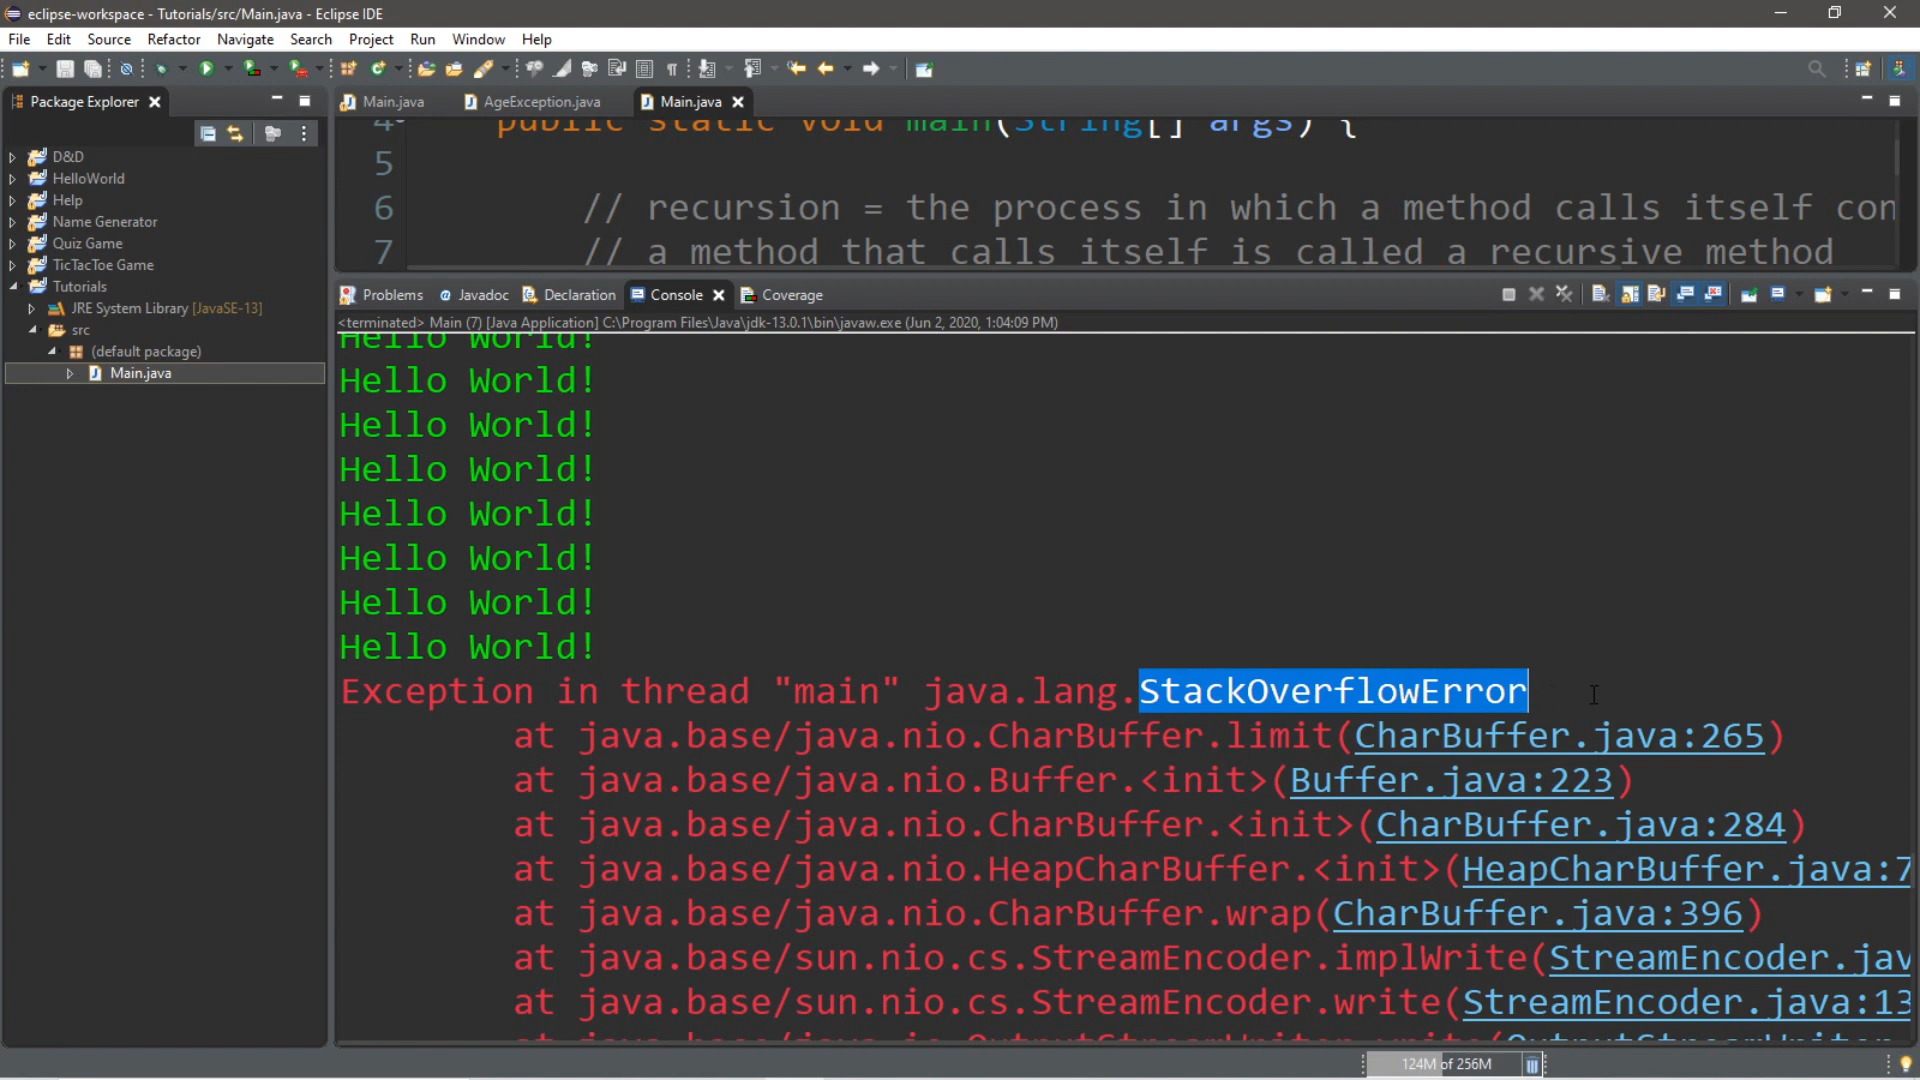 eclipse-workspace - Tutorials/src/Main.java - Eclipse IDE
File Edit Source Refactor Navigate Search Project Run Window Help
Package Explorer
Main.java AgeException.java Main.java
D&D
HelloWorld
Help
Name Generator
Quiz Game
TicTacToe Game
Tutorials
JRE System Library [JavaSE-13]
src
(default package)
Main.java
4 public static void main(String[] args) {
5
6 // recursion = the process in which a method calls itself con
7 // a method that calls itself is called a recursive method
Problems Javadoc Declaration Console Coverage
<terminated> Main (7) [Java Application] C:\Program Files\Java\jdk-13.0.1\bin\javaw.exe (Jun 2, 2020, 1:04:09 PM)
Hello World!
Hello World!
Hello World!
Hello World!
Hello World!
Hello World!
Hello World!
Hello World!
Exception in thread "main" java.lang.StackOverflowError
at java.base/java.nio.CharBuffer.limit(CharBuffer.java:265)
at java.base/java.nio.Buffer.<init>(Buffer.java:223)
at java.base/java.nio.CharBuffer.<init>(CharBuffer.java:284)
at java.base/java.nio.HeapCharBuffer.<init>(HeapCharBuffer.java:7
at java.base/java.nio.CharBuffer.wrap(CharBuffer.java:396)
at java.base/sun.nio.cs.StreamEncoder.implWrite(StreamEncoder.jav
at java.base/sun.nio.cs.StreamEncoder.write(StreamEncoder.java:13
124M of 256M